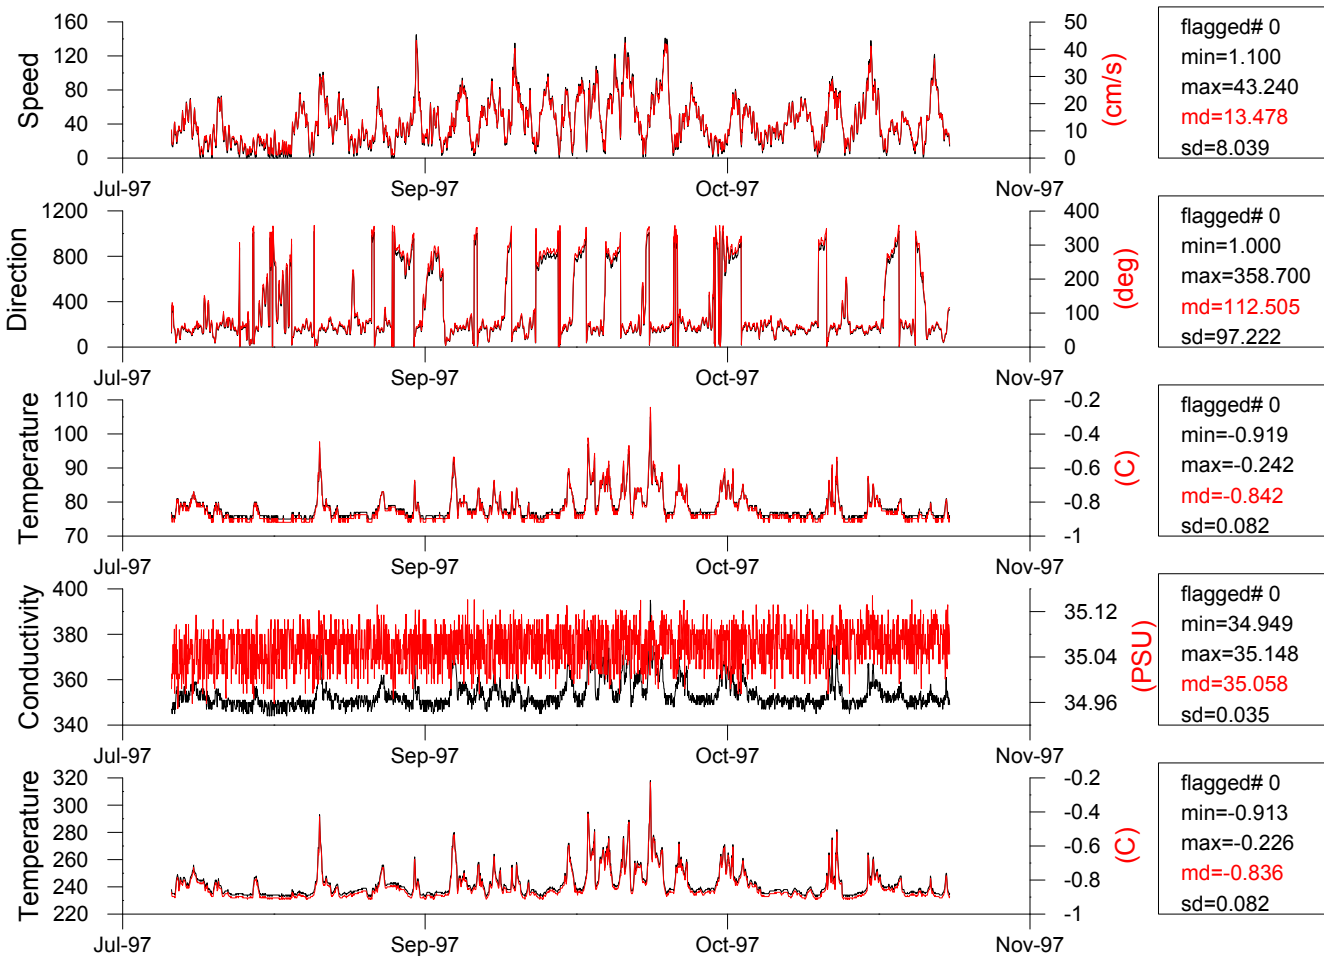 Speed
160
120
80
40
0
50
40
30
20
10
0
(cm/s)
Jul-97 Sep-97 Oct-97 Nov-97
flagged# 0
min=1.100
max=43.240
md=13.478
sd=8.039
Direction
1200
800
400
0
400
300
200
100
0
(deg)
Jul-97 Sep-97 Oct-97 Nov-97
flagged# 0
min=1.000
max=358.700
md=112.505
sd=97.222
Temperature
110
100
90
80
70
-0.2
-0.4
-0.6
-0.8
-1
(C)
Jul-97 Sep-97 Oct-97 Nov-97
flagged# 0
min=-0.919
max=-0.242
md=-0.842
sd=0.082
Conductivity
400
380
360
340
35.12
35.04
34.96
(PSU)
Jul-97 Sep-97 Oct-97 Nov-97
flagged# 0
min=34.949
max=35.148
md=35.058
sd=0.035
Temperature
320
300
280
260
240
220
-0.2
-0.4
-0.6
-0.8
-1
(C)
Jul-97 Sep-97 Oct-97 Nov-97
flagged# 0
min=-0.913
max=-0.226
md=-0.836
sd=0.082